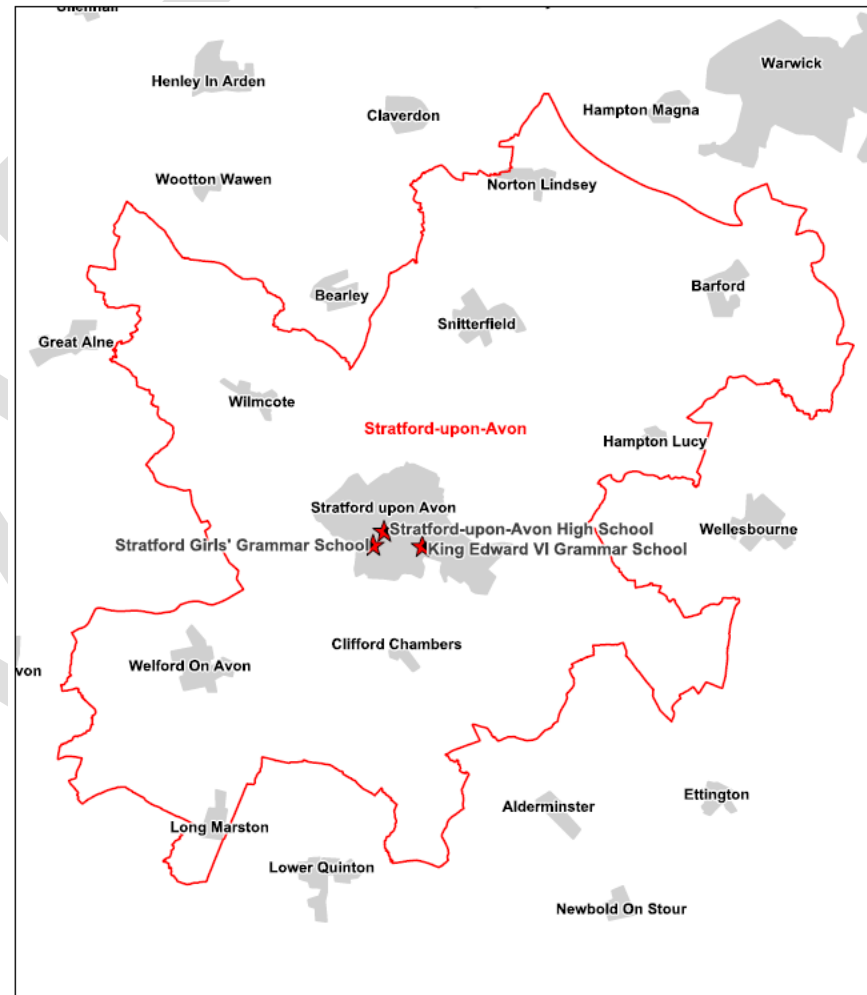 Henley In Arden
Warwick
Claverdon
Hampton Magna
Wootton Wawen
Norton Lindsey
Bearley
Barford
Snitterfield
Great Alne
Wilmcote
Stratford-upon-Avon
Hampton Lucy
Stratford upon Avon
Stratford-upon-Avon High School
Wellesbourne
Stratford Girls' Grammar School
King Edward VI Grammar School
Clifford Chambers
Welford On Avon
von
Ettington
Alderminster
Long Marston
Lower Quinton
Newbold On Stour